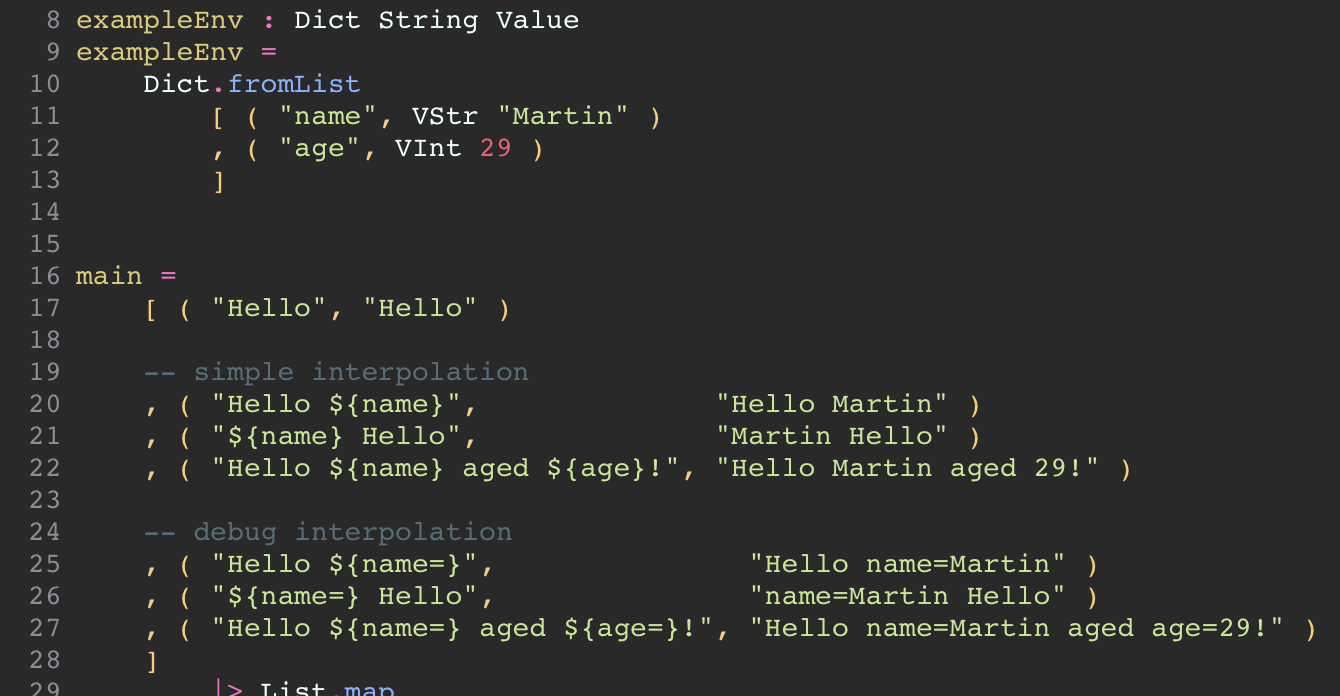 8 exampleEnv : Dict String Value
9 exampleEnv =
10     Dict.fromList
11         [ ( "name", VStr "Martin" )
12         , ( "age", VInt 29 )
13         ]
14
15
16 main =
17     [ ( "Hello", "Hello" )
18
19     -- simple interpolation
20     , ( "Hello ${name}",              "Hello Martin" )
21     , ( "${name} Hello",              "Martin Hello" )
22     , ( "Hello ${name} aged ${age}!", "Hello Martin aged 29!" )
23
24     -- debug interpolation
25     , ( "Hello ${name=}",               "Hello name=Martin" )
26     , ( "${name=} Hello",               "name=Martin Hello" )
27     , ( "Hello ${name=} aged ${age=}!", "Hello name=Martin aged age=29!" )
28     ]
29         |> List.map